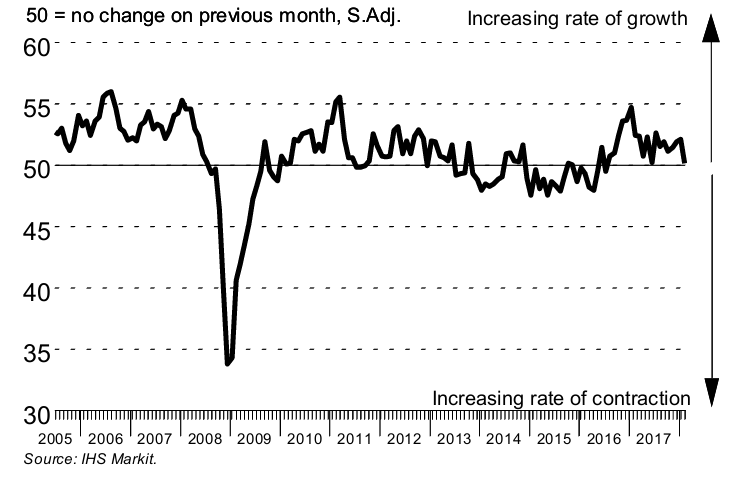 50 = no change on previous month, S.Adj.
Increasing rate of growth
60
55
50
45
40
35
30
Increasing rate of contraction
2005 2006 2007 2008 2009 2010 2011 2012 2013 2014 2015 2016 2017
Source: IHS Markit.